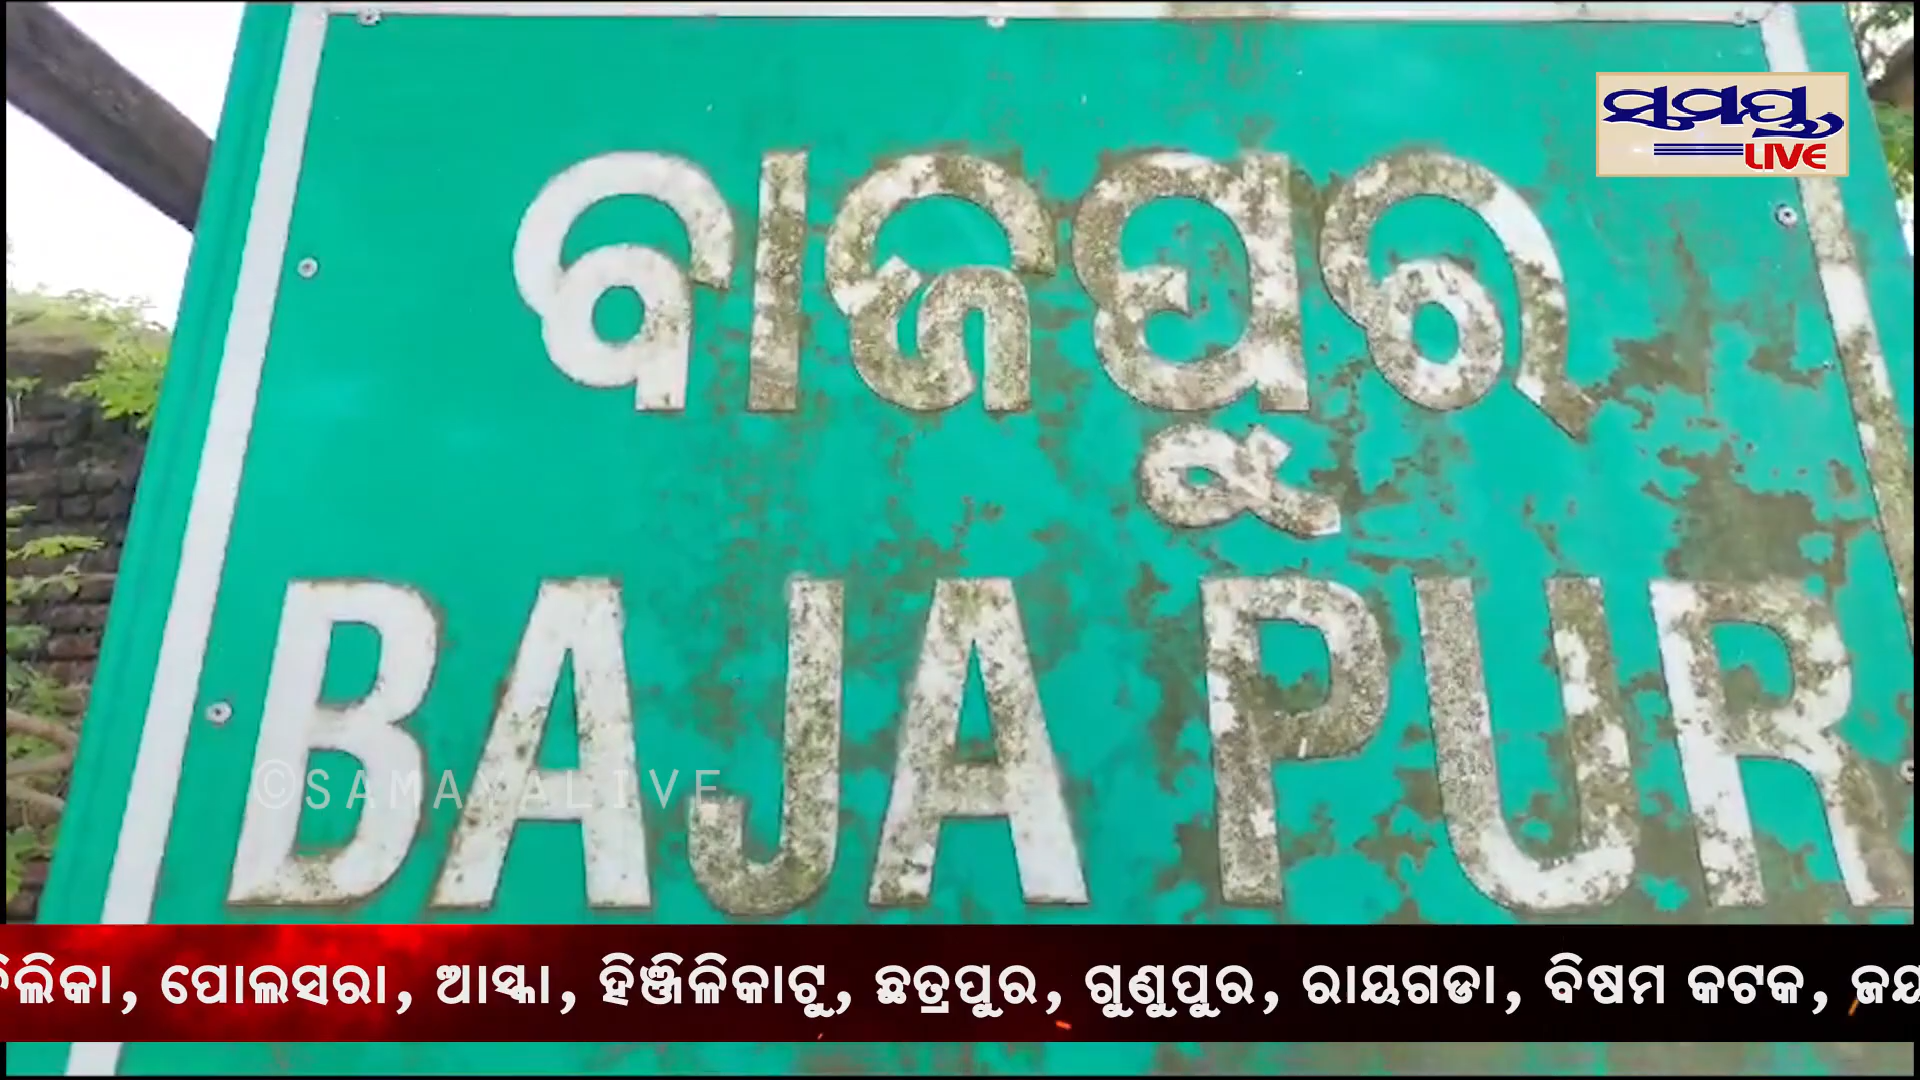 ସମୟ
LIVE
ବାଜପୁର
BAJAPUR
©SAMAYALIVE
ପୋଲସରା, ଆସ୍କା, ହିଞ୍ଜିଳିକାଟୁ, ଛତ୍ରପୁର, ଗୁଣୁପୁର, ରାୟଗଡା, ବିଷମ କଟକ,